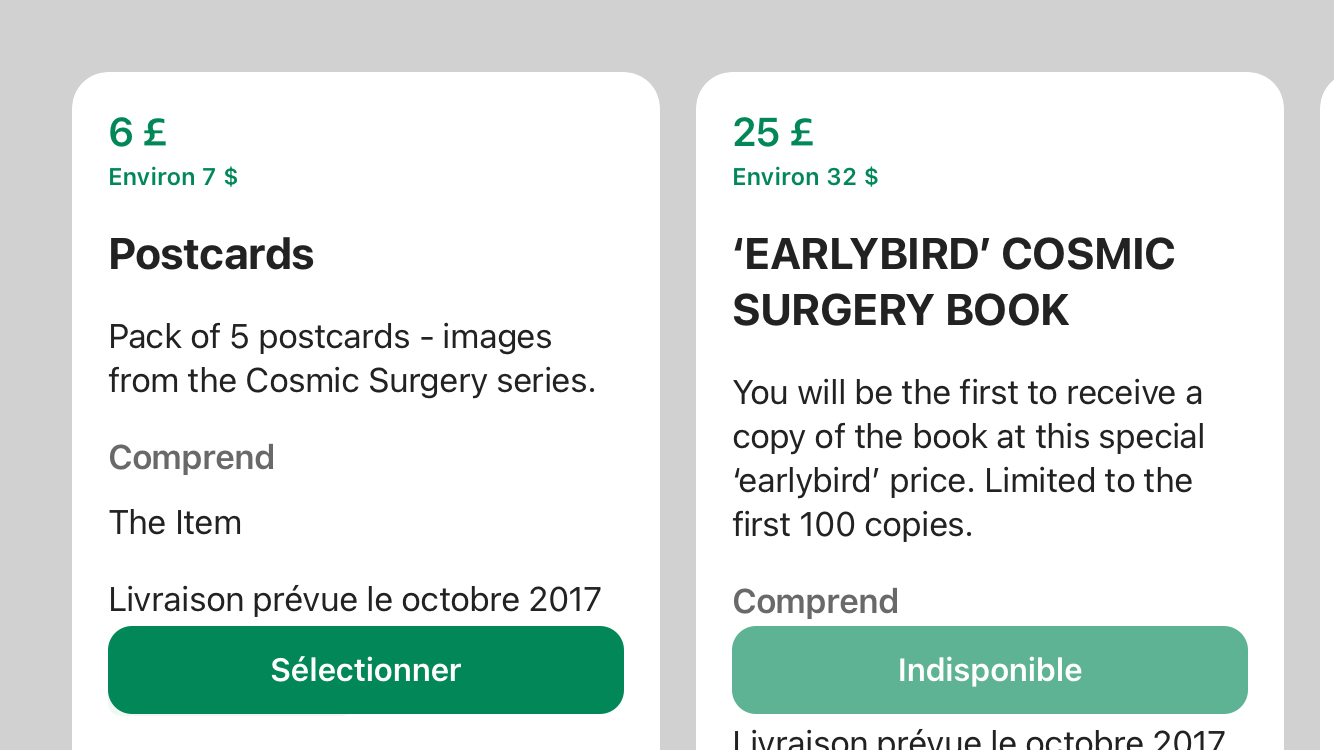 6 £
Environ 7 $
Postcards
Pack of 5 postcards - images
from the Cosmic Surgery series.
Comprend
The Item
Livraison prévue le octobre 2017
Sélectionner
25 £
Environ 32 $
‘EARLYBIRD’ COSMIC
SURGERY BOOK
You will be the first to receive a
copy of the book at this special
‘earlybird’ price. Limited to the
first 100 copies.
Comprend
Indisponible
Livraison prévue le octobre 2017